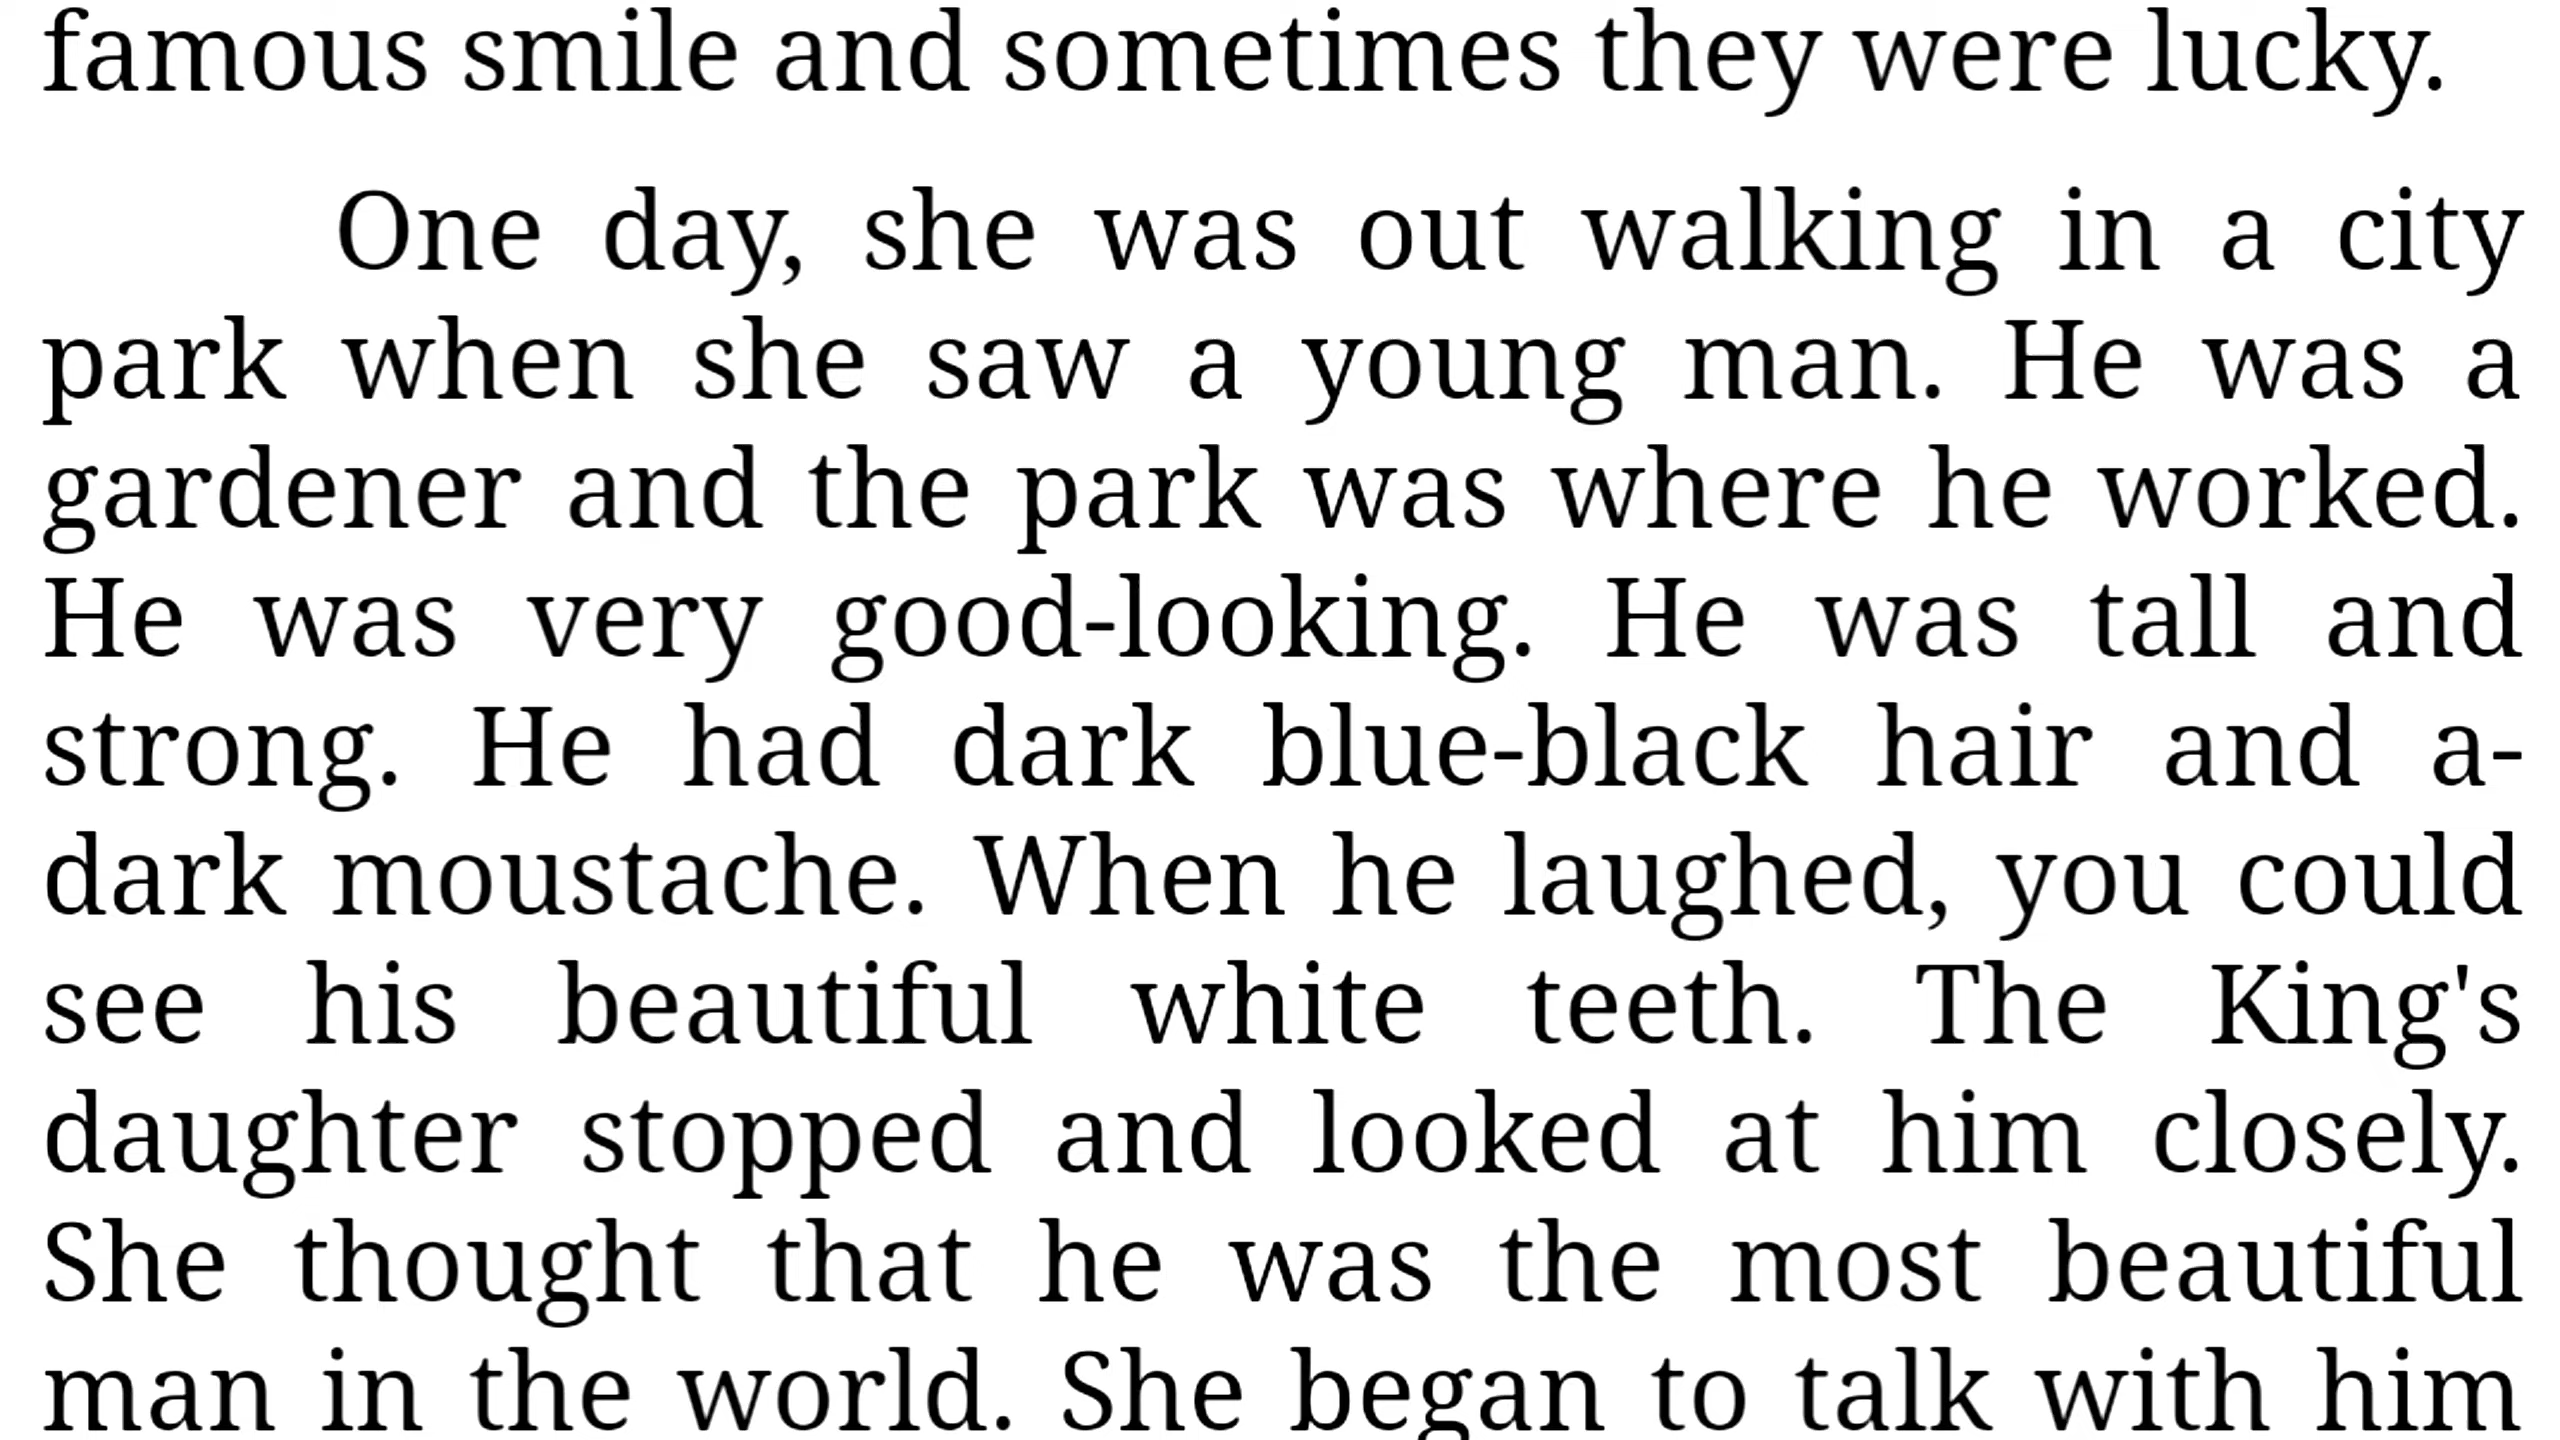 famous smile and sometimes they were lucky.
One day, she was out walking in a city
park when she saw a young man. He was a
gardener and the park was where he worked.
He was very good-looking. He was tall and
strong. He had dark blue-black hair and a-
dark moustache. When he laughed, you could
see his beautiful white teeth. The King's
daughter stopped and looked at him closely.
She thought that he was the most beautiful
man in the world. She began to talk with him